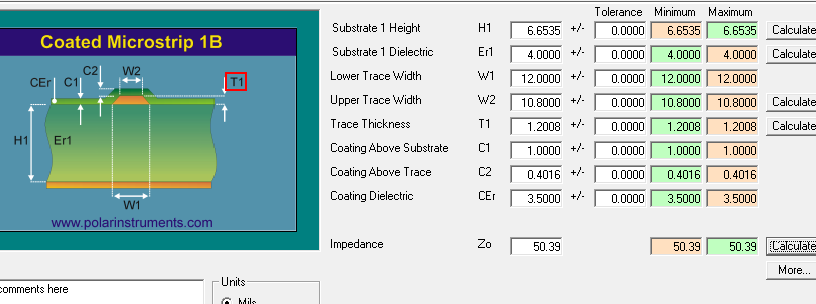 Tolerance Minimum Maximum
Coated Microstrip 1B
Substrate 1 Height H1 6.6535 +/- 0.0000 6.6535 6.6535 Calculate
Substrate 1 Dielectric Er1 4.0000 +/- 0.0000 4.0000 4.0000 Calculate
Lower Trace Width W1 12.0000 +/- 0.0000 12.0000 12.0000
Upper Trace Width W2 10.8000 +/- 0.0000 10.8000 10.8000 Calculate
Trace Thickness T1 1.2008 +/- 0.0000 1.2008 1.2008 Calculate
Coating Above Substrate C1 1.0000 +/- 0.0000 1.0000 1.0000
Coating Above Trace C2 0.4016 +/- 0.0000 0.4016 0.4016
Coating Dielectric CEr 3.5000 +/- 0.0000 3.5000 3.5000
Impedance Zo 50.39 50.39 50.39 Calculate
More...
C2 W2
CEr C1 T1
H1 Er1
W1
www.polarinstruments.com
comments here
Units
Mils